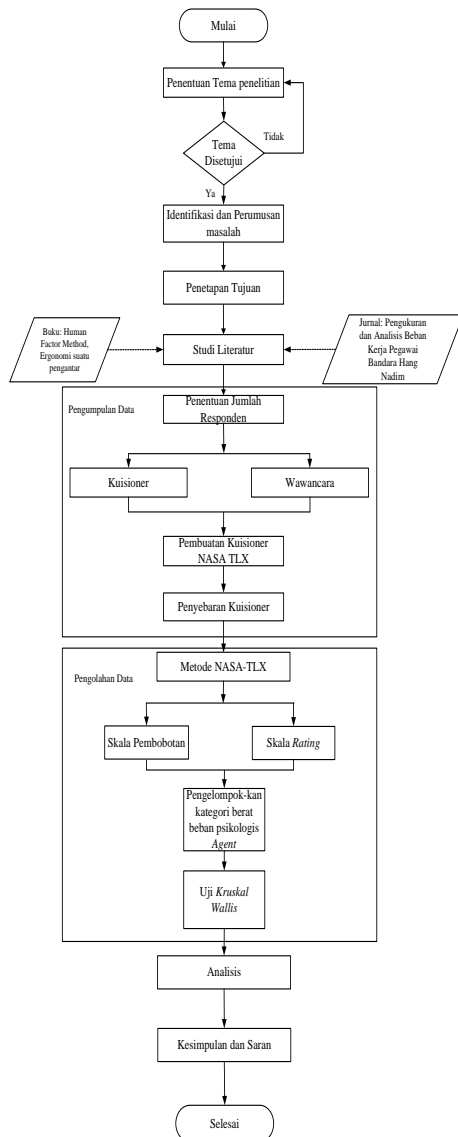 Mulai
Penentuan Tema penelitian
Tidak
Tema
Disetujui
Ya
Identifikasi dan Perumusan
masalah
Penetapan Tujuan
Buku: Human
Factor Method,
Ergonomi suatu
pengantar
Studi Literatur
Jurnal: Pengukuran
dan Analisis Beban
Kerja Pegawai
Bandara Hang
Nadim
Pengumpulan Data
Penentuan Jumlah
Responden
Kuisioner
Wawancara
Pembuatan Kuisioner
NASA TLX
Penyebaran Kuisioner
Pengolahan Data
Metode NASA-TLX
Skala Pembobotan
Skala Rating
Pengelompok-kan
kategori berat
beban psikologis
Agent
Uji Kruskal
Wallis
Analisis
Kesimpulan dan Saran
Selesai